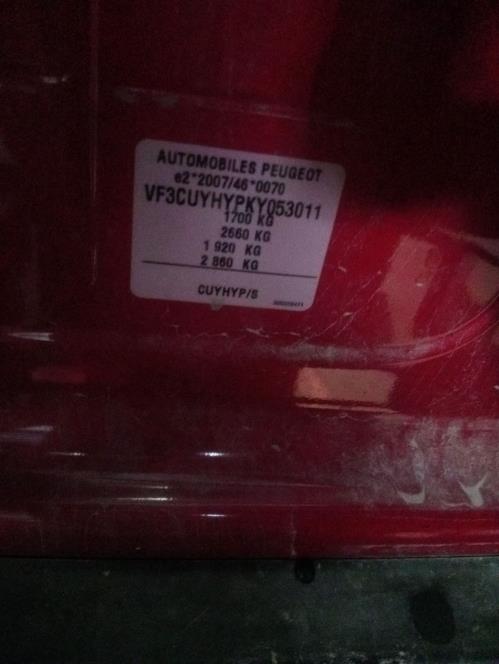 AUTOMOBILES PEUGEOT
e2*2007/46*0070
VF3CUYHYPKY053011
1700 KG
2660 KG
1 920 KG
2 860 KG
CUYHYP/S